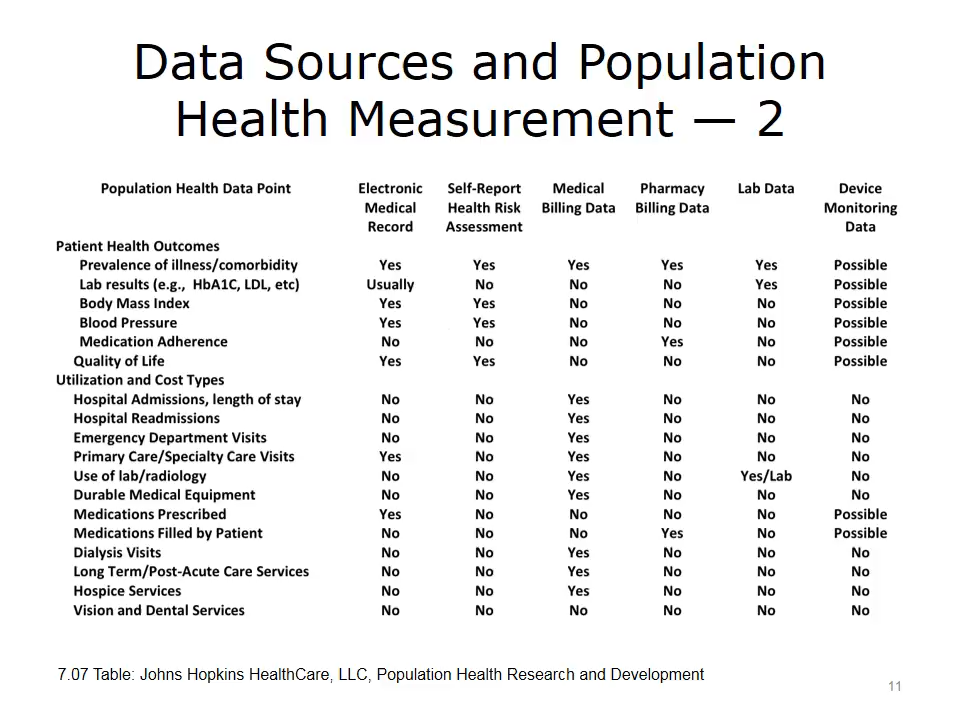 Data Sources and Population
Health Measurement — 2
Population Health Data Point Electronic Medical Record Self-Report Health Risk Assessment Medical Billing Data Pharmacy Billing Data Lab Data Device Monitoring Data
Patient Health Outcomes
Prevalence of illness/comorbidity Yes Yes Yes Yes Yes Possible
Lab results (e.g., HbA1C, LDL, etc) Usually No No No Yes Possible
Body Mass Index Yes Yes No No No Possible
Blood Pressure Yes Yes No No No Possible
Medication Adherence No No No Yes No Possible
Quality of Life Yes Yes No No No Possible
Utilization and Cost Types
Hospital Admissions, length of stay No No Yes No No No
Hospital Readmissions No No Yes No No No
Emergency Department Visits No No Yes No No No
Primary Care/Specialty Care Visits Yes No Yes No No No
Use of lab/radiology No No Yes No Yes/Lab No
Durable Medical Equipment No No Yes No No No
Medications Prescribed Yes No No No No Possible
Medications Filled by Patient No No No Yes No Possible
Dialysis Visits No No Yes No No No
Long Term/Post-Acute Care Services No No Yes No No No
Hospice Services No No Yes No No No
Vision and Dental Services No No No No No No
7.07 Table: Johns Hopkins HealthCare, LLC, Population Health Research and Development
11